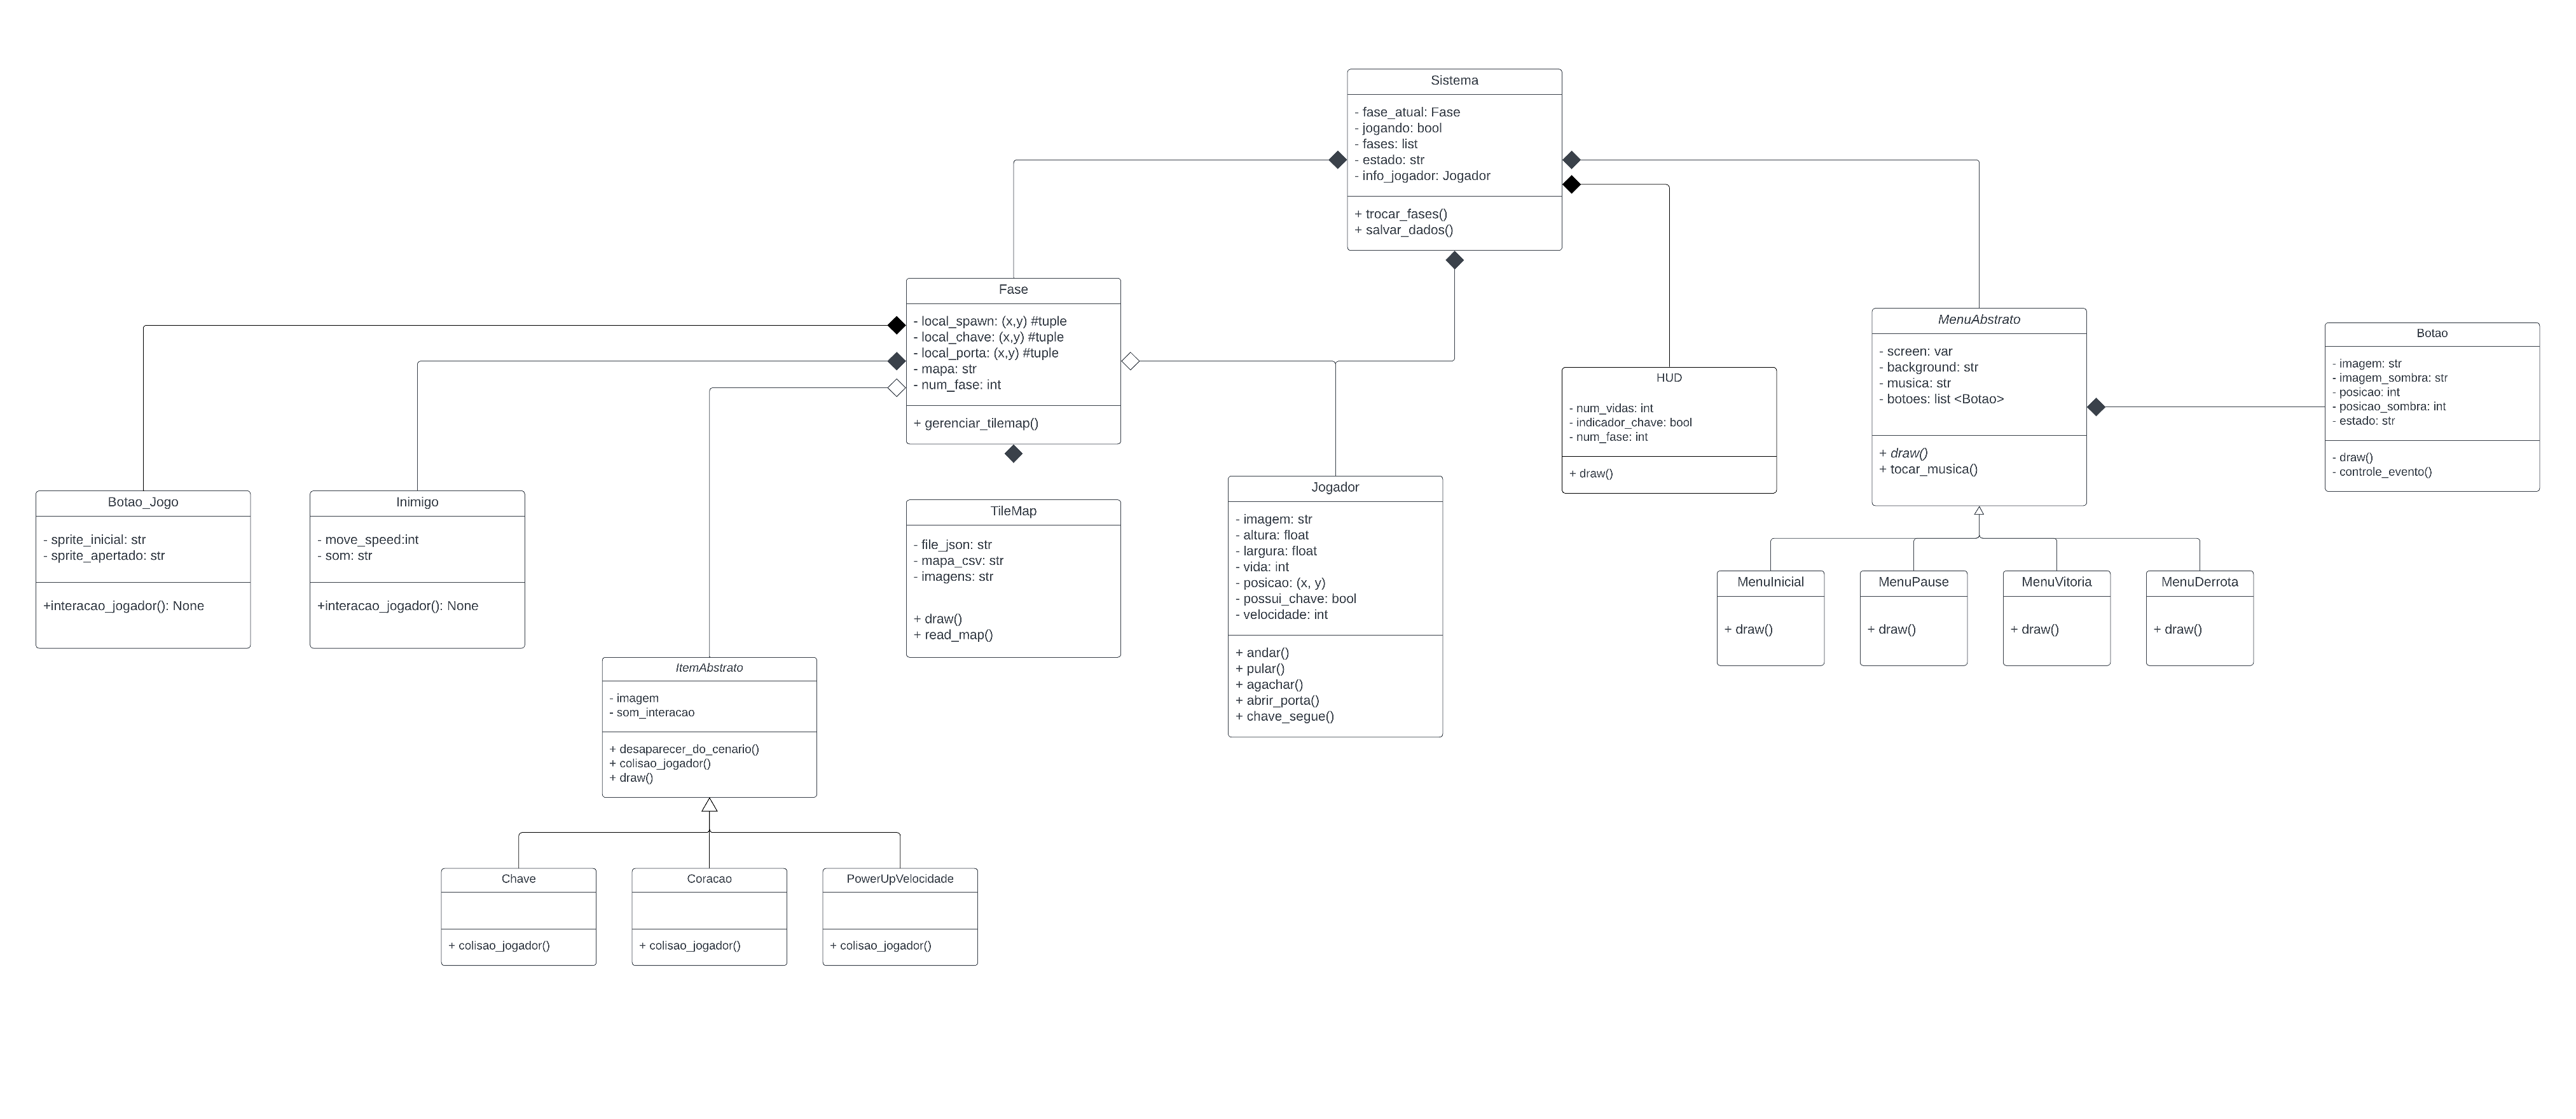 Sistema
- fase_atual: Fase
- jogando: bool
- fases: list
- estado: str
- info_jogador: Jogador
+ trocar_fases()
+ salvar_dados()
Fase
- local_spawn: (x,y) #tuple
- local_chave: (x,y) #tuple
- local_porta: (x,y) #tuple
- mapa: str
- num_fase: int
+ gerenciar_tilemap()
MenuAbstrato
- screen: var
- background: str
- musica: str
- botoes: list <Botao>
+ draw()
+ tocar_musica()
Botao
- imagem: str
- imagem_sombra: str
- posicao: int
- posicao_sombra: int
- estado: str
- draw()
- controle_evento()
HUD
- num_vidas: int
- indicador_chave: bool
- num_fase: int
+ draw()
Botao_Jogo
- sprite_inicial: str
- sprite_apertado: str
+interacao_jogador(): None
Inimigo
- move_speed:int
- som: str
+interacao_jogador(): None
TileMap
- file_json: str
- mapa_csv: str
- imagens: str
+ draw()
+ read_map()
Jogador
- imagem: str
- altura: float
- largura: float
- vida: int
- posicao: (x, y)
- possui_chave: bool
- velocidade: int
+ andar()
+ pular()
+ agachar()
+ abrir_porta()
+ chave_segue()
MenuInicial
+ draw()
MenuPause
+ draw()
MenuVitoria
+ draw()
MenuDerrota
+ draw()
ItemAbstrato
- imagem
- som_interacao
+ desaparecer_do_cenario()
+ colisao_jogador()
+ draw()
Chave
+ colisao_jogador()
Coracao
+ colisao_jogador()
PowerUpVelocidade
+ colisao_jogador()